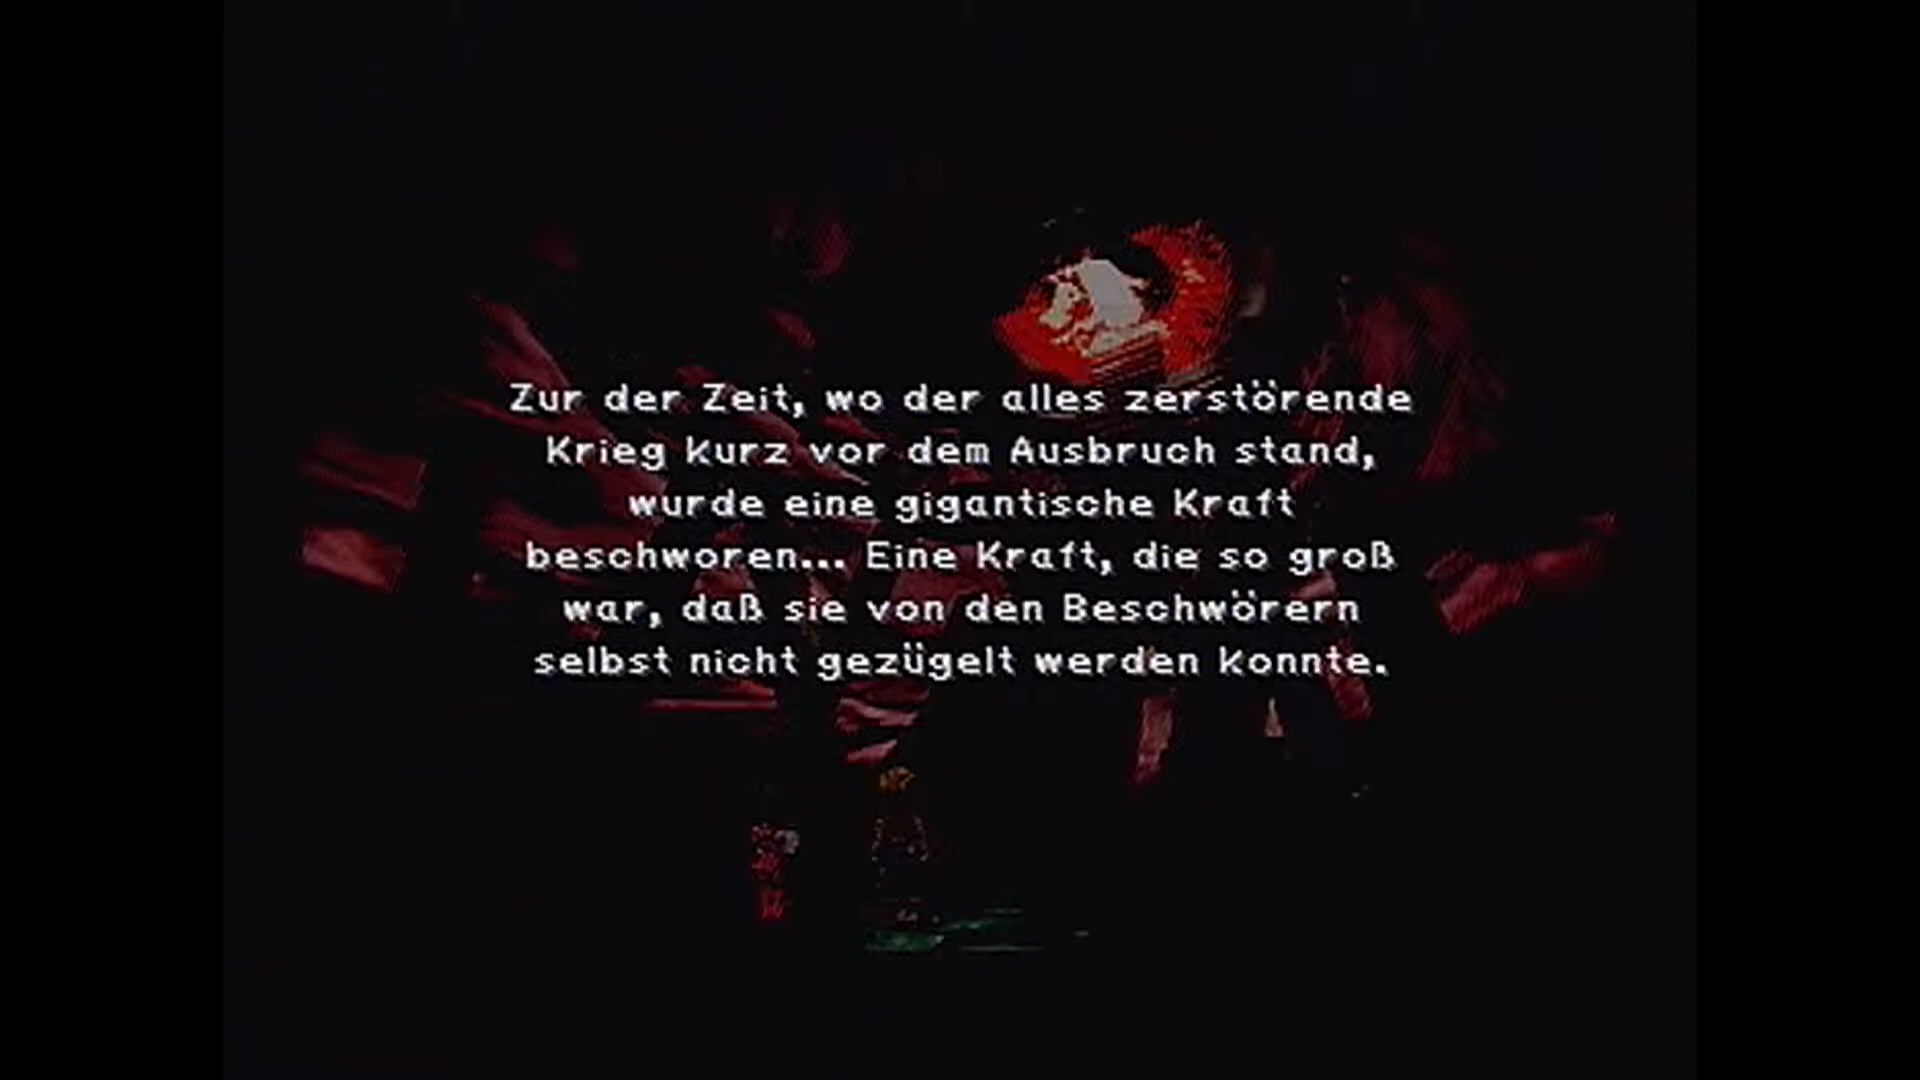 Zur der Zeit, wo der alles zerstörende
Krieg kurz vor dem Ausbruch stand,
wurde eine gigantische Kraft
beschworen... Eine Kraft, die so groß
war, daß sie von den Beschwörern
selbst nicht gezügelt werden konnte.